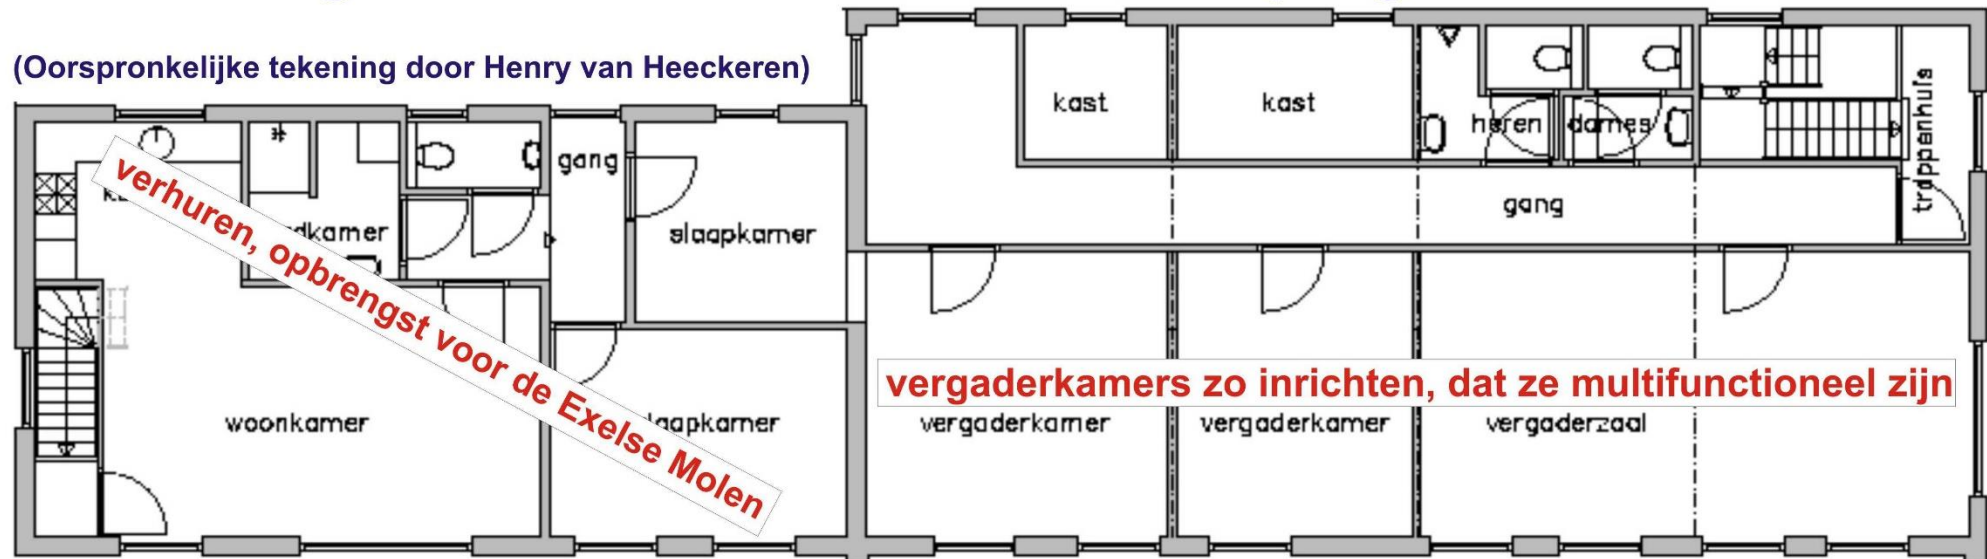 (Oorspronkelijke tekening door Henry van Heeckeren)
kast
kast
heren
dames
trappenhuis
gang
gang
slaapkamer
verhuren, opbrengst voor de Exelse Molen
vergaderkamers zo inrichten, dat ze multifunctioneel zijn
woonkamer
vergaderkamer
vergaderkamer
vergaderzaal